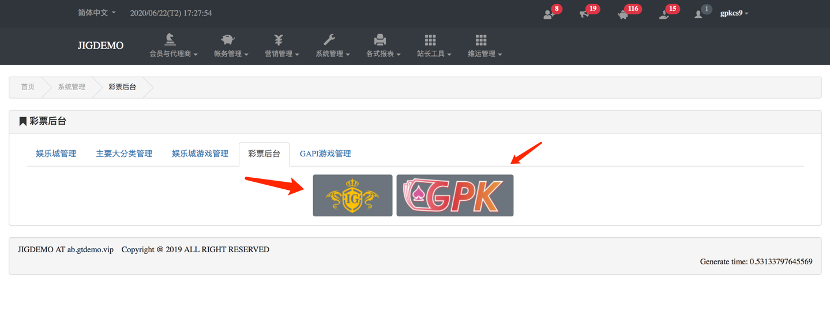 简体中文 2020/06/22(T2) 17:27:54 8 19 116 15 1 gpkcs9
JIGDEMO 会员与代理商 帐务管理 营销管理 系统管理 各式报表 站长工具 维运管理
首页 系统管理 彩票后台
彩票后台
娱乐城管理 主要大分类管理 娱乐城游戏管理 彩票后台 GAPI游戏管理
IG GPK
JIGDEMO AT ab.gtdemo.vip Copyright @ 2019 ALL RIGHT RESERVED
Generate time: 0.53133797645569